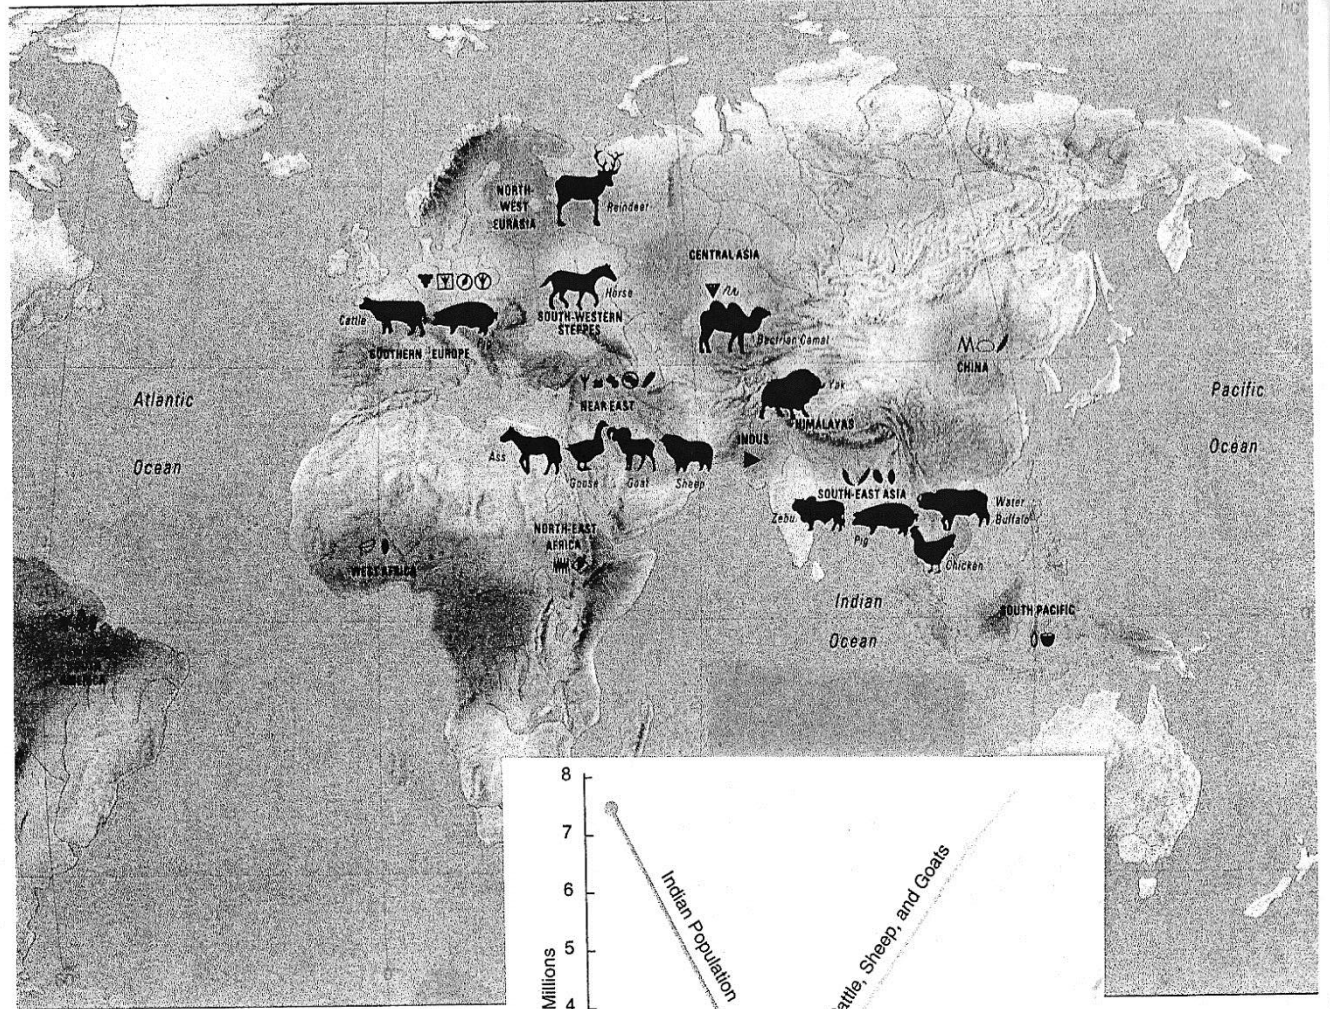 NORTH-
WEST
EURASIA
Reindeer
CENTRAL ASIA
Horse
SOUTH-WESTERN
STEPPES
Cattle
Pig
SOUTHERN EUROPE
Bactrian Camel
CHINA
Atlantic
Ocean
Pacific
Ocean
Yak
HIMALAYAS
NEAR EAST
INDUS
Ass
Goose
Goat
Sheep
SOUTH-EAST ASIA
Zebu
Pig
Water
Buffalo
Chicken
NORTH-EAST
AFRICA
WEST AFRICA
Indian
Ocean
SOUTH PACIFIC
AMERICA
8
7
6
5
4
Millions
Indian Population
attle, Sheep, and Goats